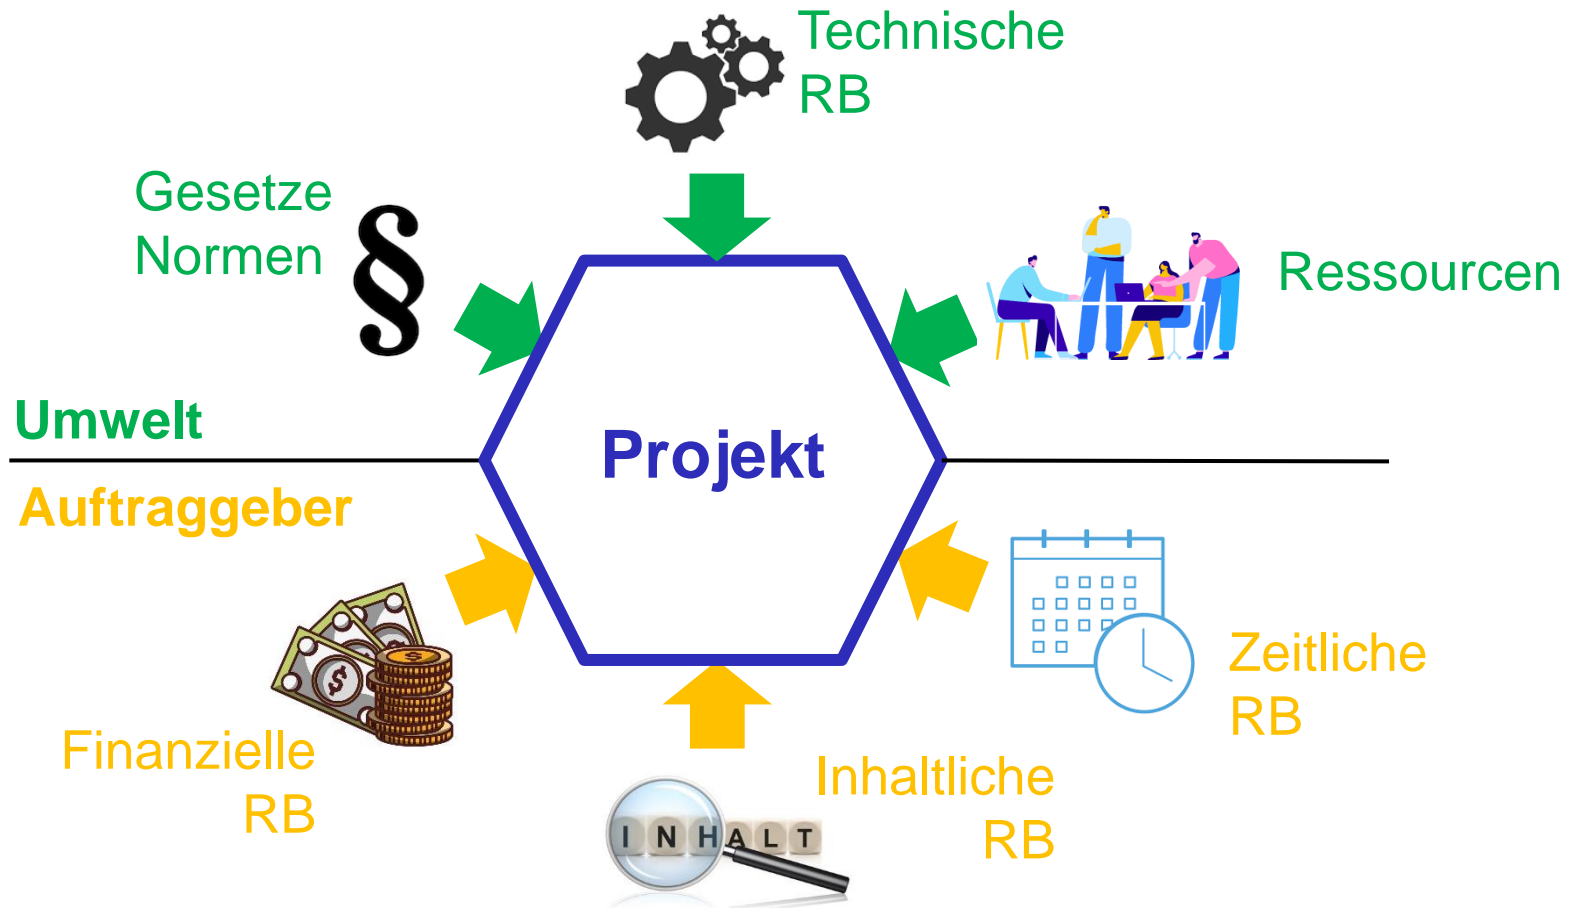 Technische
RB
Gesetze
Normen
§
Ressourcen
Umwelt
Projekt
Auftraggeber
Zeitliche
RB
Finanzielle
RB
Inhaltliche
RB
INHALT
$
$